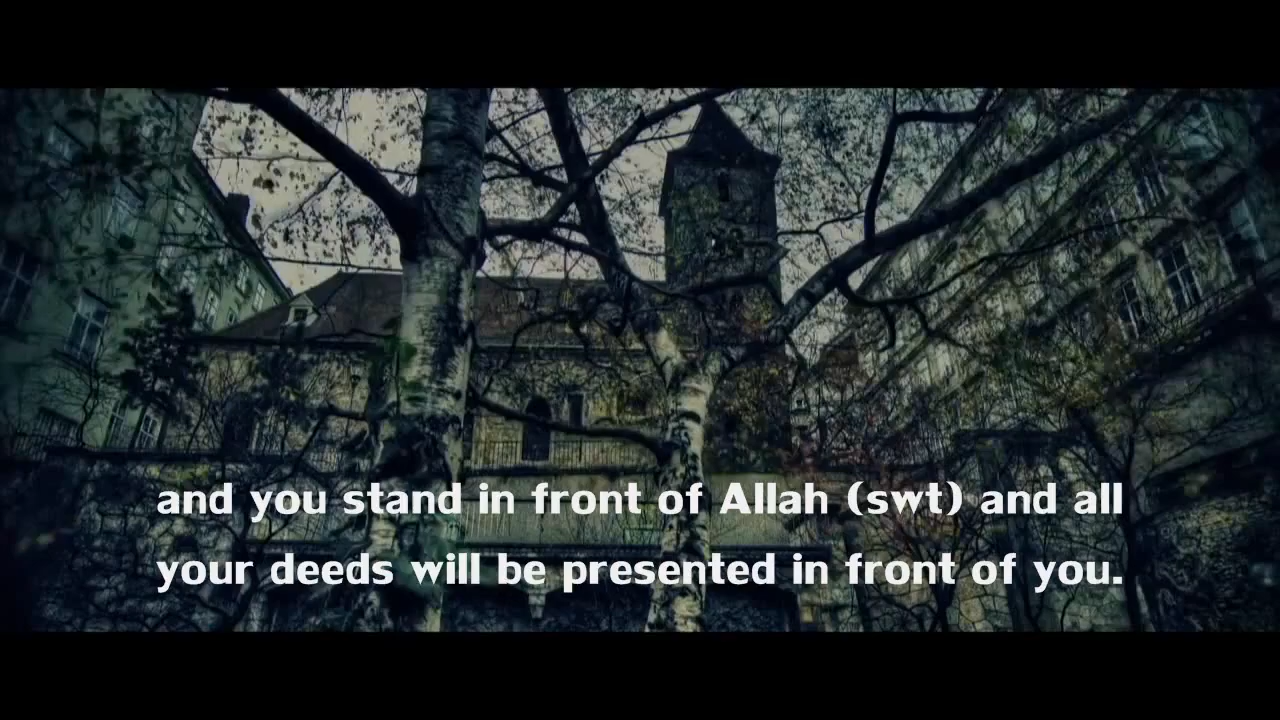 and you stand in front of Allah (swt) and all
your deeds will be presented in front of you.